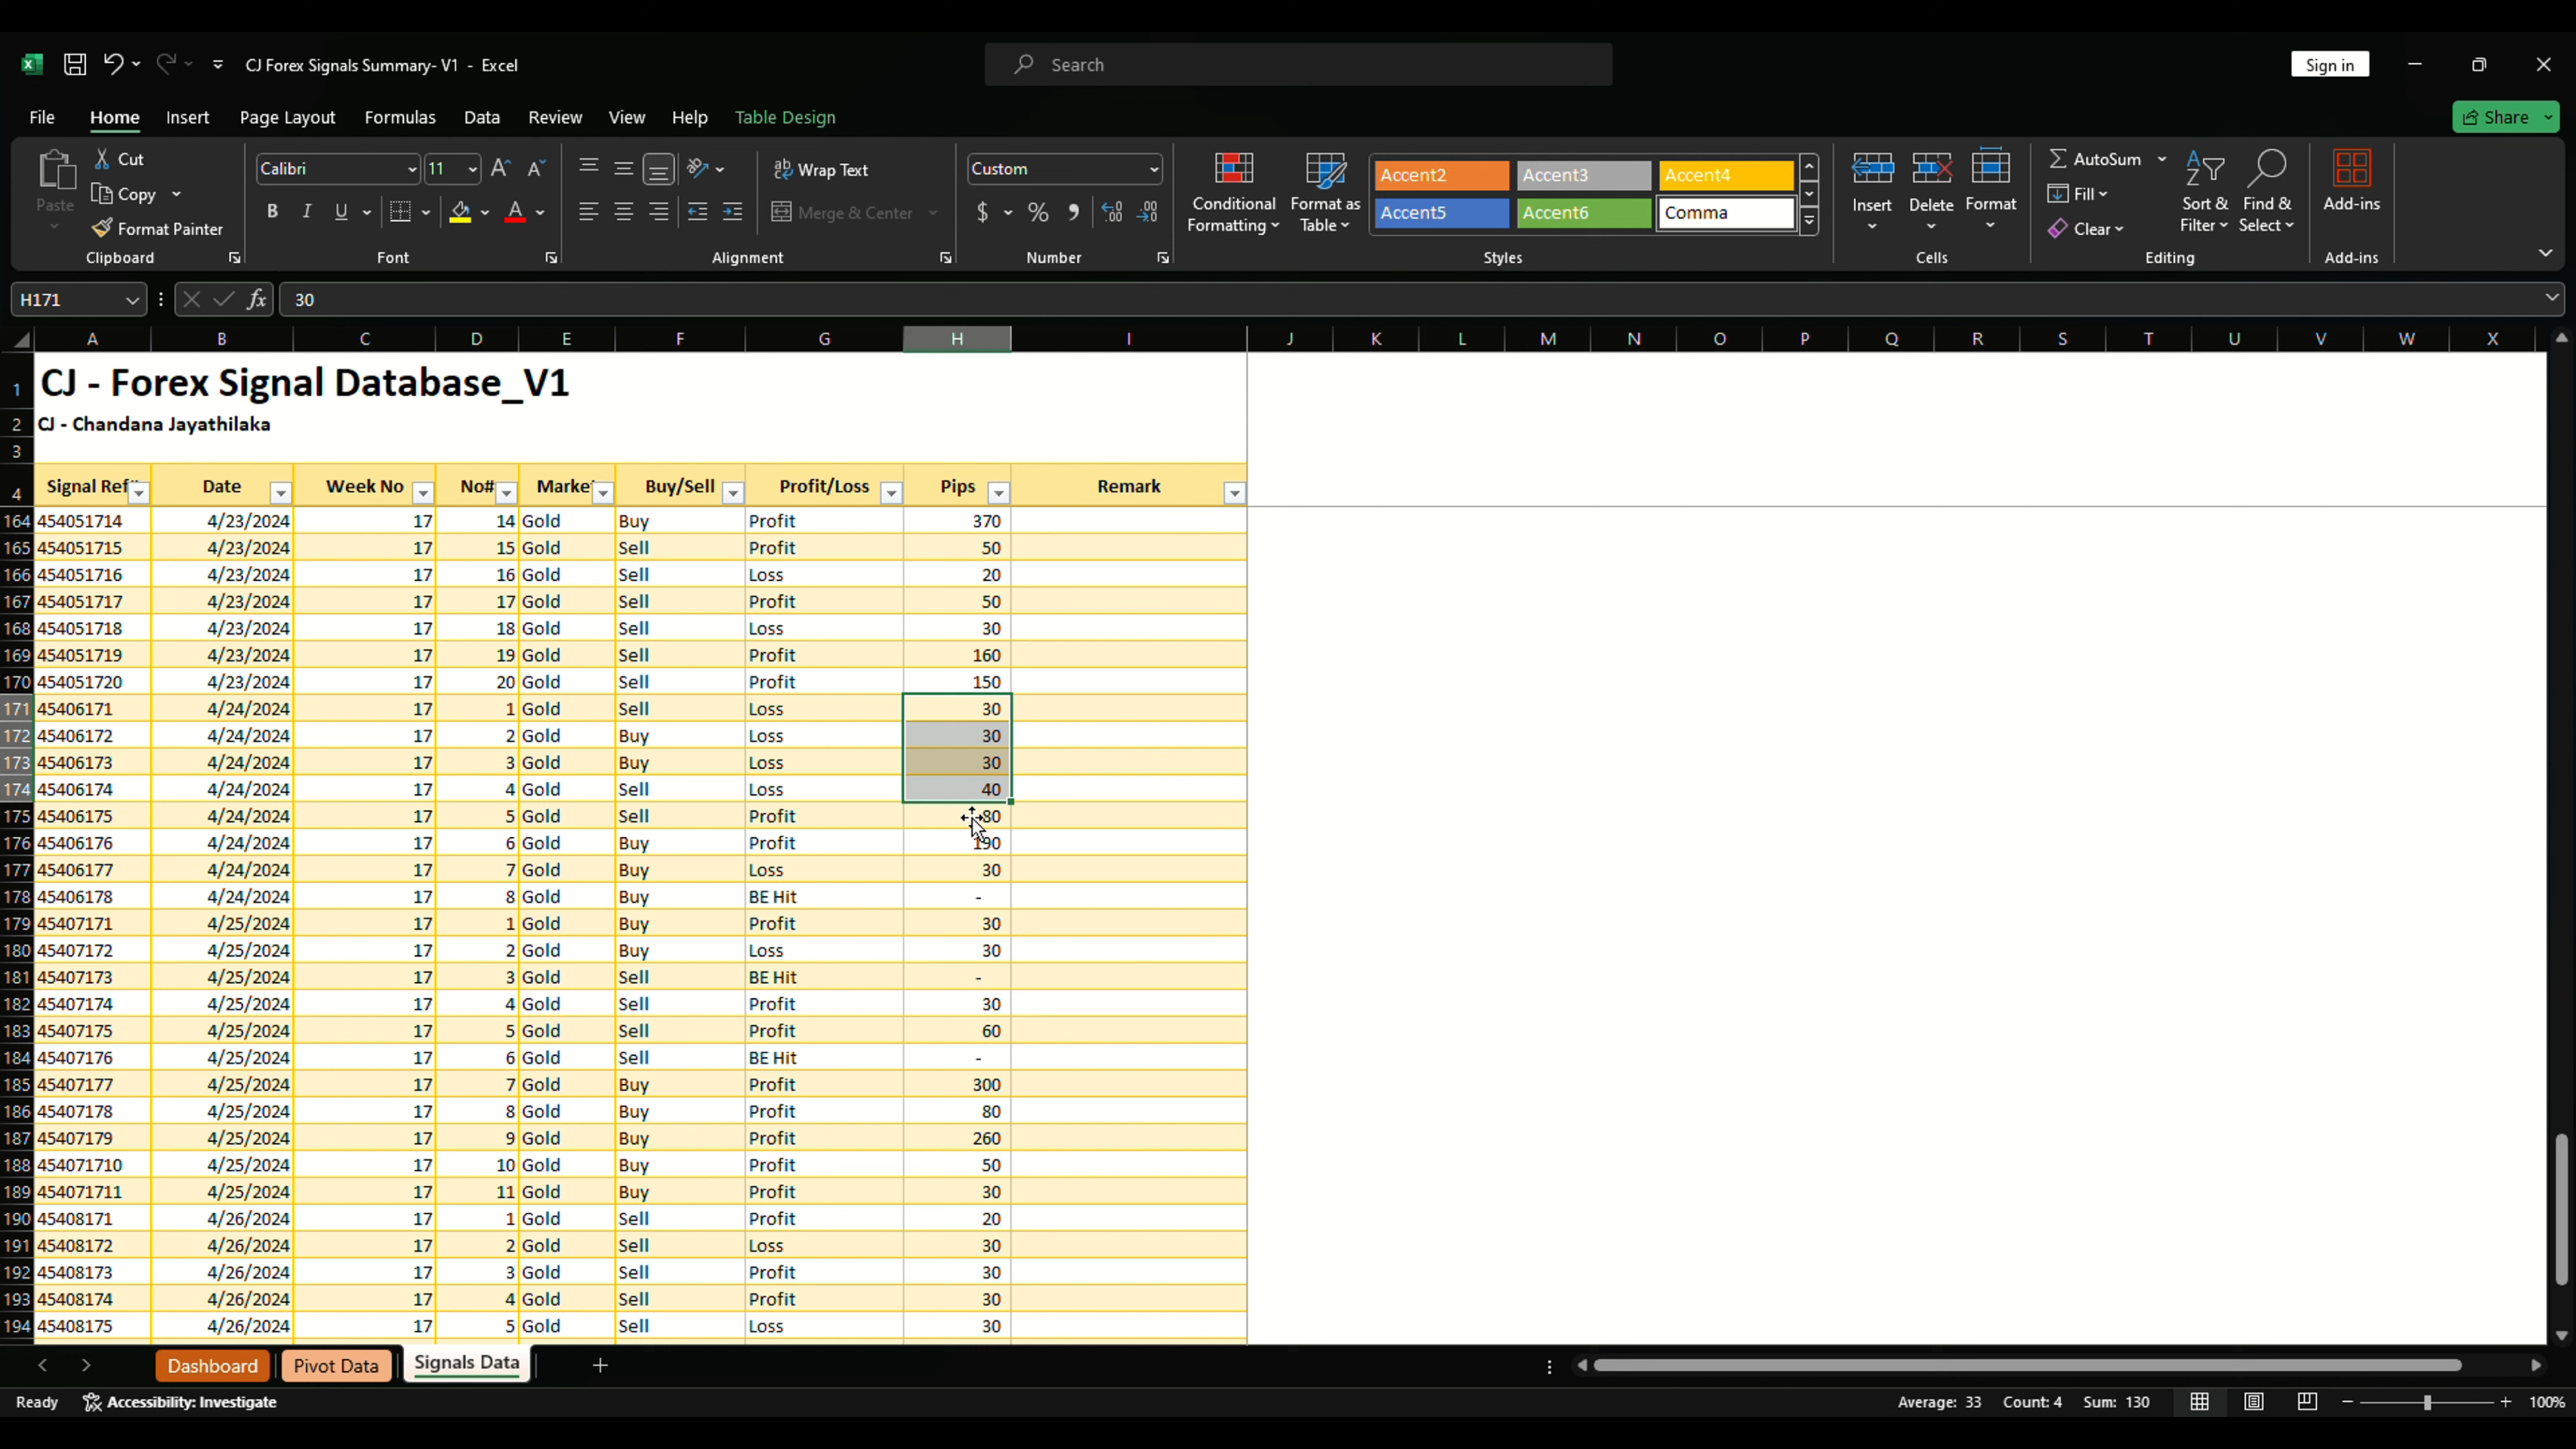 CJ Forex Signals Summary- V1 - Excel
Search
Sign in
File Home Insert Page Layout Formulas Data Review View Help Table Design
Share
Paste
Cut
Copy
Format Painter
Clipboard
Calibri 11
B I U
Font
Wrap Text
Merge & Center
Alignment
Custom
$ % 9
Number
Conditional Formatting
Format as Table
Accent2 Accent3 Accent4
Accent5 Accent6 Comma
Styles
Insert Delete Format
Cells
AutoSum
Fill
Clear
Sort & Filter
Find & Select
Editing
Add-ins
Add-ins
H171 fx 30
A B C D E F G H I J K L M N O P Q R S T U V W X
1 CJ - Forex Signal Database_V1
2 CJ - Chandana Jayathilaka
3
4 Signal Ref Date Week No No# Marke Buy/Sell Profit/Loss Pips Remark
164 454051714 4/23/2024 17 14 Gold Buy Profit 370
165 454051715 4/23/2024 17 15 Gold Sell Profit 50
166 454051716 4/23/2024 17 16 Gold Sell Loss 20
167 454051717 4/23/2024 17 17 Gold Sell Profit 50
168 454051718 4/23/2024 17 18 Gold Sell Loss 30
169 454051719 4/23/2024 17 19 Gold Sell Profit 160
170 454051720 4/23/2024 17 20 Gold Sell Profit 150
171 45406171 4/24/2024 17 1 Gold Sell Loss 30
172 45406172 4/24/2024 17 2 Gold Buy Loss 30
173 45406173 4/24/2024 17 3 Gold Buy Loss 30
174 45406174 4/24/2024 17 4 Gold Sell Loss 40
175 45406175 4/24/2024 17 5 Gold Sell Profit 80
176 45406176 4/24/2024 17 6 Gold Buy Profit 190
177 45406177 4/24/2024 17 7 Gold Buy Loss 30
178 45406178 4/24/2024 17 8 Gold Buy BE Hit -
179 45407171 4/25/2024 17 1 Gold Buy Profit 30
180 45407172 4/25/2024 17 2 Gold Buy Loss 30
181 45407173 4/25/2024 17 3 Gold Sell BE Hit -
182 45407174 4/25/2024 17 4 Gold Sell Profit 30
183 45407175 4/25/2024 17 5 Gold Sell Profit 60
184 45407176 4/25/2024 17 6 Gold Sell BE Hit -
185 45407177 4/25/2024 17 7 Gold Buy Profit 300
186 45407178 4/25/2024 17 8 Gold Buy Profit 80
187 45407179 4/25/2024 17 9 Gold Buy Profit 260
188 454071710 4/25/2024 17 10 Gold Buy Profit 50
189 454071711 4/25/2024 17 11 Gold Buy Profit 30
190 45408171 4/26/2024 17 1 Gold Sell Profit 20
191 45408172 4/26/2024 17 2 Gold Sell Loss 30
192 45408173 4/26/2024 17 3 Gold Sell Profit 30
193 45408174 4/26/2024 17 4 Gold Sell Profit 30
194 45408175 4/26/2024 17 5 Gold Sell Loss 30
Dashboard Pivot Data Signals Data
Ready Accessibility: Investigate Average: 33 Count: 4 Sum: 130 100%